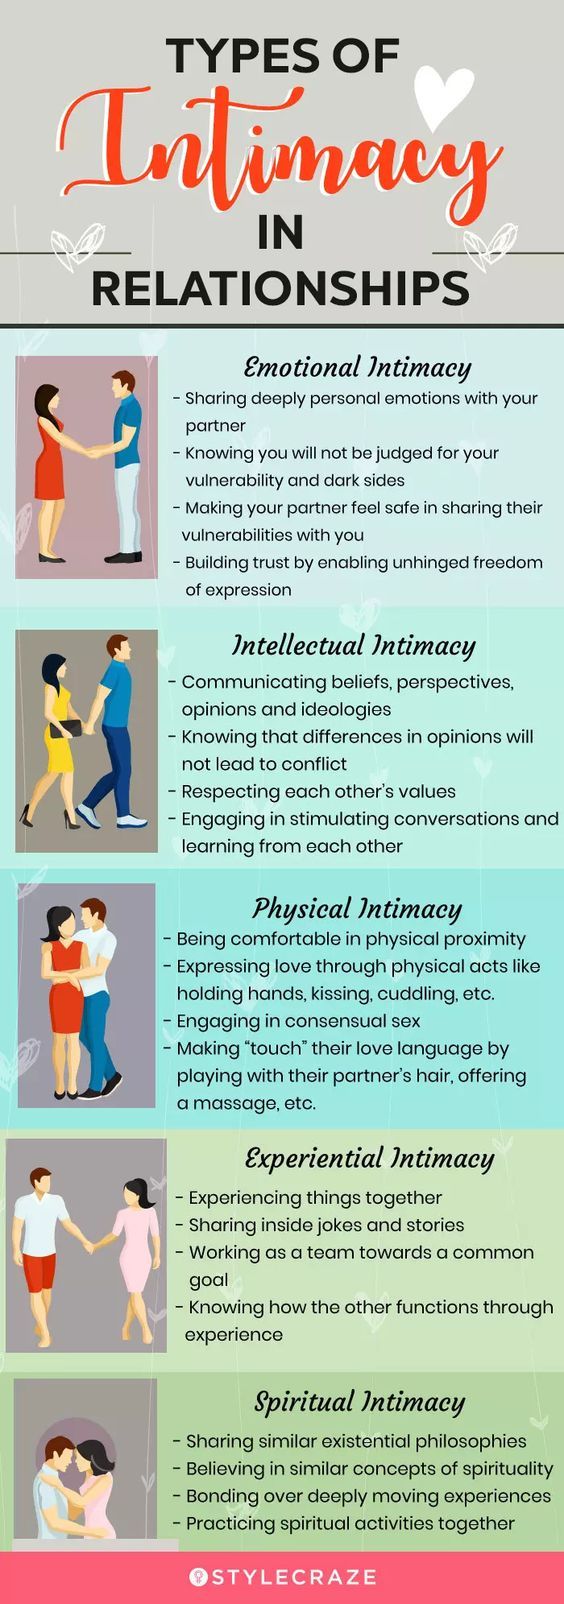 TYPES OF
Intimacy
IN
RELATIONSHIPS
Emotional Intimacy
- Sharing deeply personal emotions with your
partner
- Knowing you will not be judged for your
vulnerability and dark sides
- Making your partner feel safe in sharing their
vulnerabilities with you
- Building trust by enabling unhinged freedom
of expression
Intellectual Intimacy
- Communicating beliefs, perspectives,
opinions and ideologies
- Knowing that differences in opinions will
not lead to conflict
- Respecting each other's values
- Engaging in stimulating conversations and
learning from each other
Physical Intimacy
- Being comfortable in physical proximity
- Expressing love through physical acts like
holding hands, kissing, cuddling, etc.
- Engaging in consensual sex
- Making "touch" their love language by
playing with their partner's hair, offering
a massage, etc.
Experiential Intimacy
- Experiencing things together
- Sharing inside jokes and stories
- Working as a team towards a common
goal
- Knowing how the other functions through
experience
Spiritual Intimacy
- Sharing similar existential philosophies
- Believing in similar concepts of spirituality
- Bonding over deeply moving experiences
- Practicing spiritual activities together
STYLECRAZE